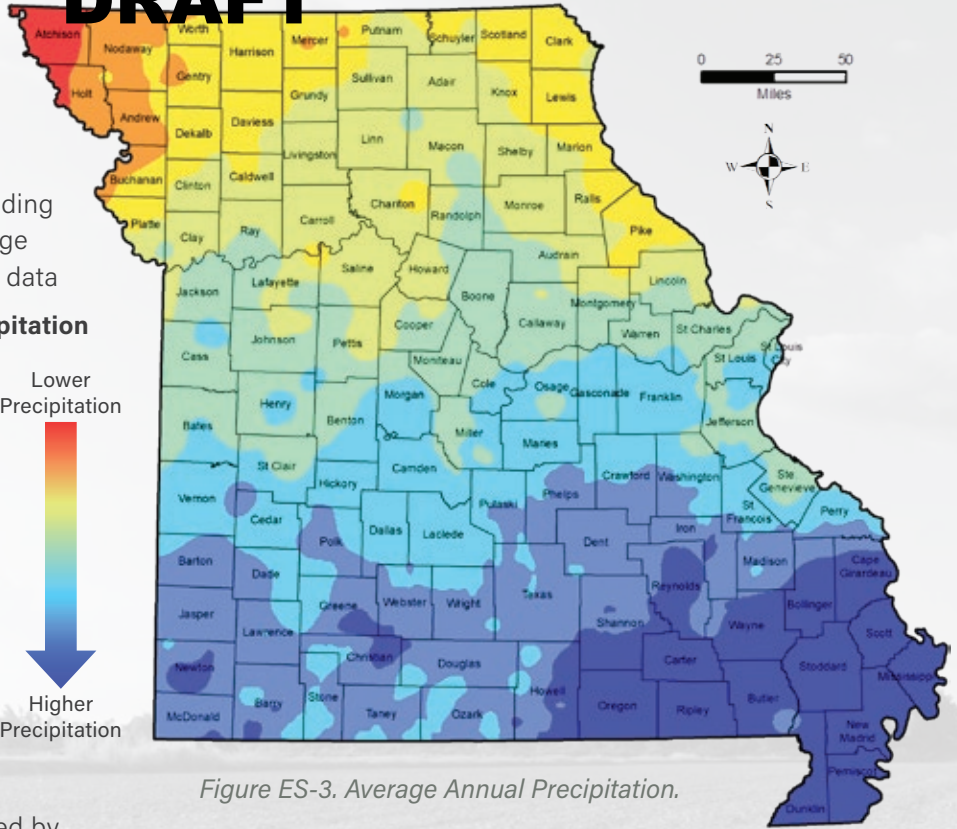 DRAFT
ding
ge
data
pitation
Lower
Precipitation
Higher
Precipitation
ed by
0 25 50
Miles
N
W E
S
Atchison
Nodaway
Worth
Harrison
Mercer
Putnam
Schuyler
Scotland
Clark
Holt
Gentry
Sullivan
Adair
Knox
Lewis
Andrew
Dekalb
Daviess
Grundy
Livingston
Linn
Macon
Shelby
Marion
Buchanan
Clinton
Caldwell
Chariton
Randolph
Monroe
Ralls
Platte
Clay
Ray
Carroll
Pike
Audrain
Jackson
Lafayette
Saline
Howard
Boone
Callaway
Montgomery
Lincoln
Cass
Johnson
Pettis
Cooper
Moniteau
Cole
Warren
St Charles
St Louis
St Louis
City
Bates
Henry
Benton
Morgan
Miller
Osage
Gasconade
Franklin
Jefferson
St Clair
Hickory
Camden
Maries
Vernon
Cedar
Polk
Dallas
Laclede
Pulaski
Phelps
Crawford
Washington
St
Francois
Ste
Genevieve
Perry
Barton
Dade
Greene
Webster
Wright
Texas
Dent
Iron
Reynolds
Madison
Cape
Girardeau
Jasper
Lawrence
Christian
Douglas
Shannon
Wayne
Bollinger
Scott
Newton
Barry
Stone
Taney
Ozark
Howell
Carter
Oregon
Ripley
Butler
Stoddard
Mississippi
McDonald
New
Madrid
Pemiscot
Dunklin
Figure ES-3. Average Annual Precipitation.